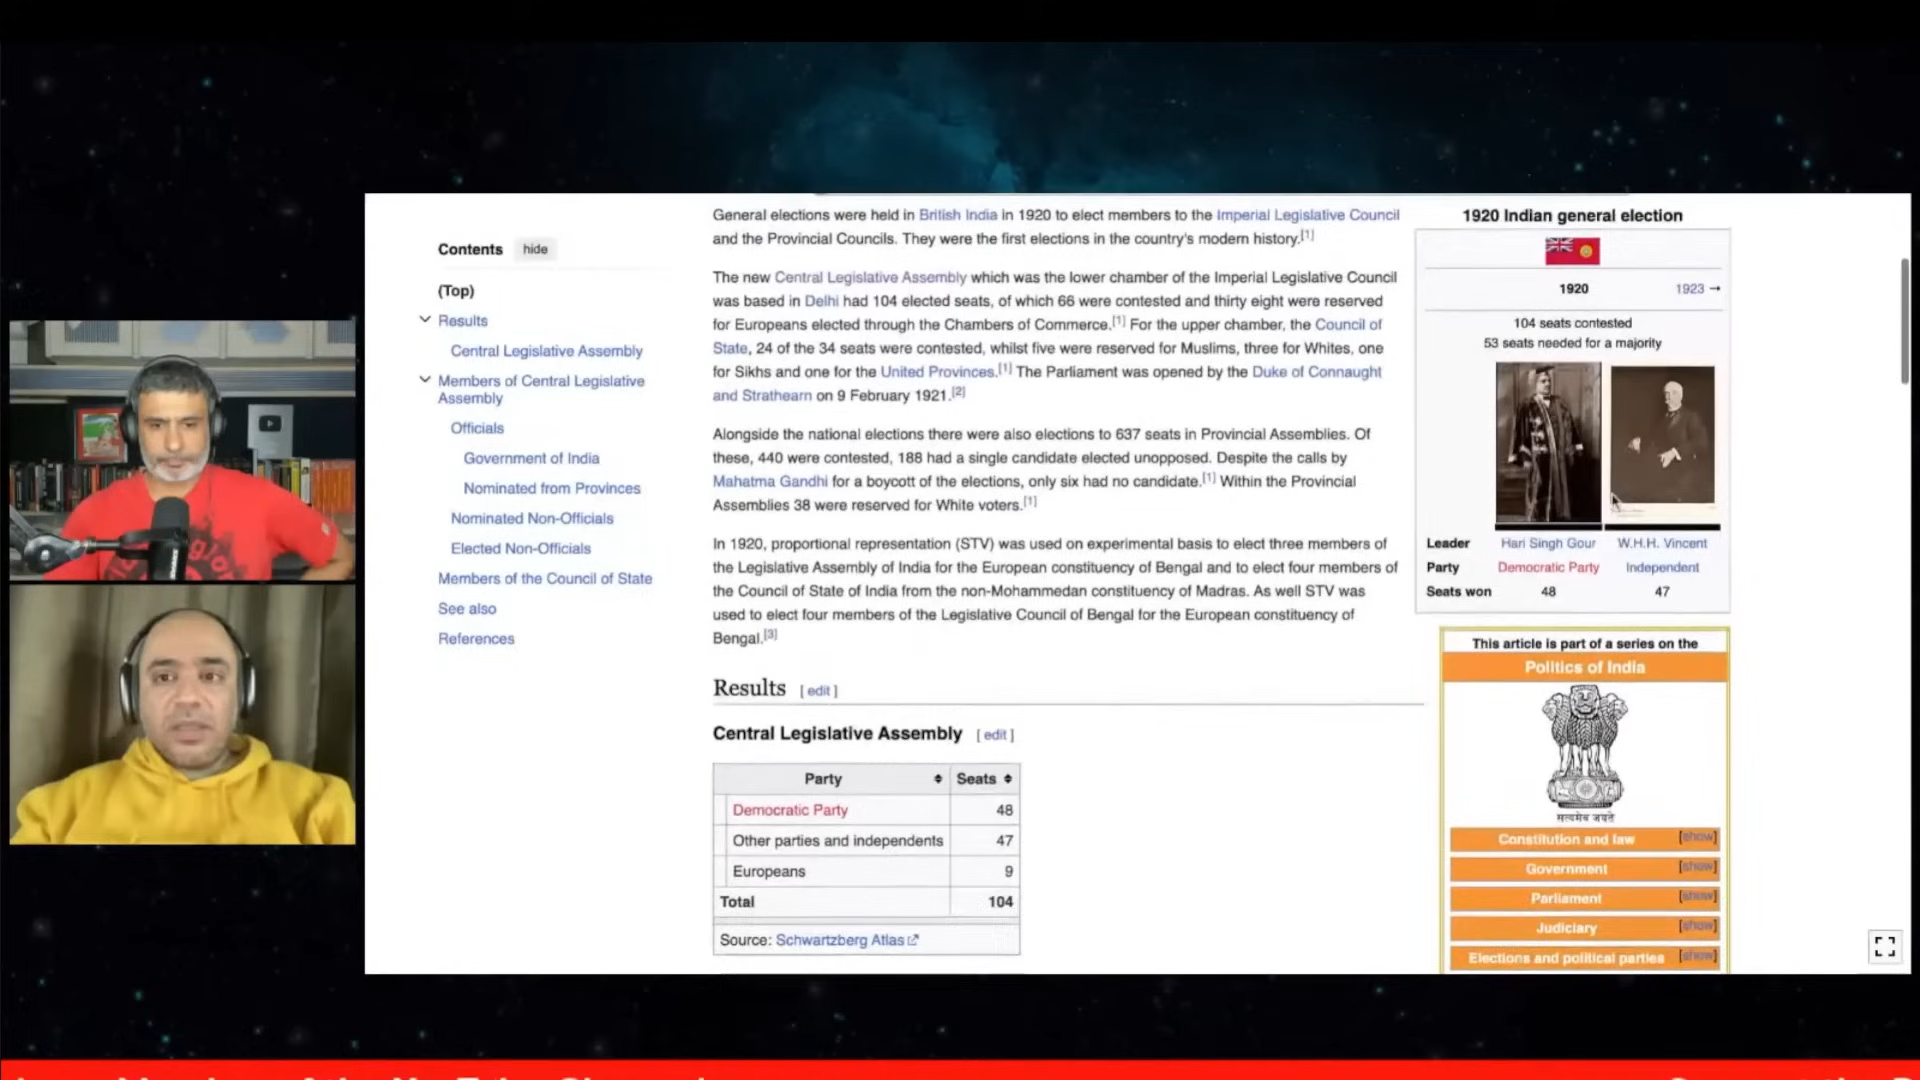 Contents hide
(Top)
Results
Central Legislative Assembly
Members of Central Legislative
Assembly
Officials
Government of India
Nominated from Provinces
Nominated Non-Officials
Elected Non-Officials
Members of the Council of State
See also
References
General elections were held in British India in 1920 to elect members to the Imperial Legislative Council
and the Provincial Councils. They were the first elections in the country's modern history.[1]
The new Central Legislative Assembly which was the lower chamber of the Imperial Legislative Council
was based in Delhi had 104 elected seats, of which 66 were contested and thirty eight were reserved
for Europeans elected through the Chambers of Commerce.[1] For the upper chamber, the Council of
State, 24 of the 34 seats were contested, whilst five were reserved for Muslims, three for Whites, one
for Sikhs and one for the United Provinces.[1] The Parliament was opened by the Duke of Connaught
and Strathearn on 9 February 1921.[2]
Alongside the national elections there were also elections to 637 seats in Provincial Assemblies. Of
these, 440 were contested, 188 had a single candidate elected unopposed. Despite the calls by
Mahatma Gandhi for a boycott of the elections, only six had no candidate.[1] Within the Provincial
Assemblies 38 were reserved for White voters.[1]
In 1920, proportional representation (STV) was used on experimental basis to elect three members of
the Legislative Assembly of India for the European constituency of Bengal and to elect four members of
the Council of State of India from the non-Mohammedan constituency of Madras. As well STV was
used to elect four members of the Legislative Council of Bengal for the European constituency of
Bengal.[3]
Results [ edit ]
Central Legislative Assembly [ edit ]
Party Seats
Democratic Party 48
Other parties and independents 47
Europeans 9
Total 104
Source: Schwartzberg Atlas
1920 Indian general election
1920 1923 →
104 seats contested
53 seats needed for a majority
Leader Hari Singh Gour W.H.H. Vincent
Party Democratic Party Independent
Seats won 48 47
This article is part of a series on the
Politics of India
सत्यमेव जयते
Constitution and law [show]
Government [show]
Parliament [show]
Judiciary [show]
Elections and political parties [show]